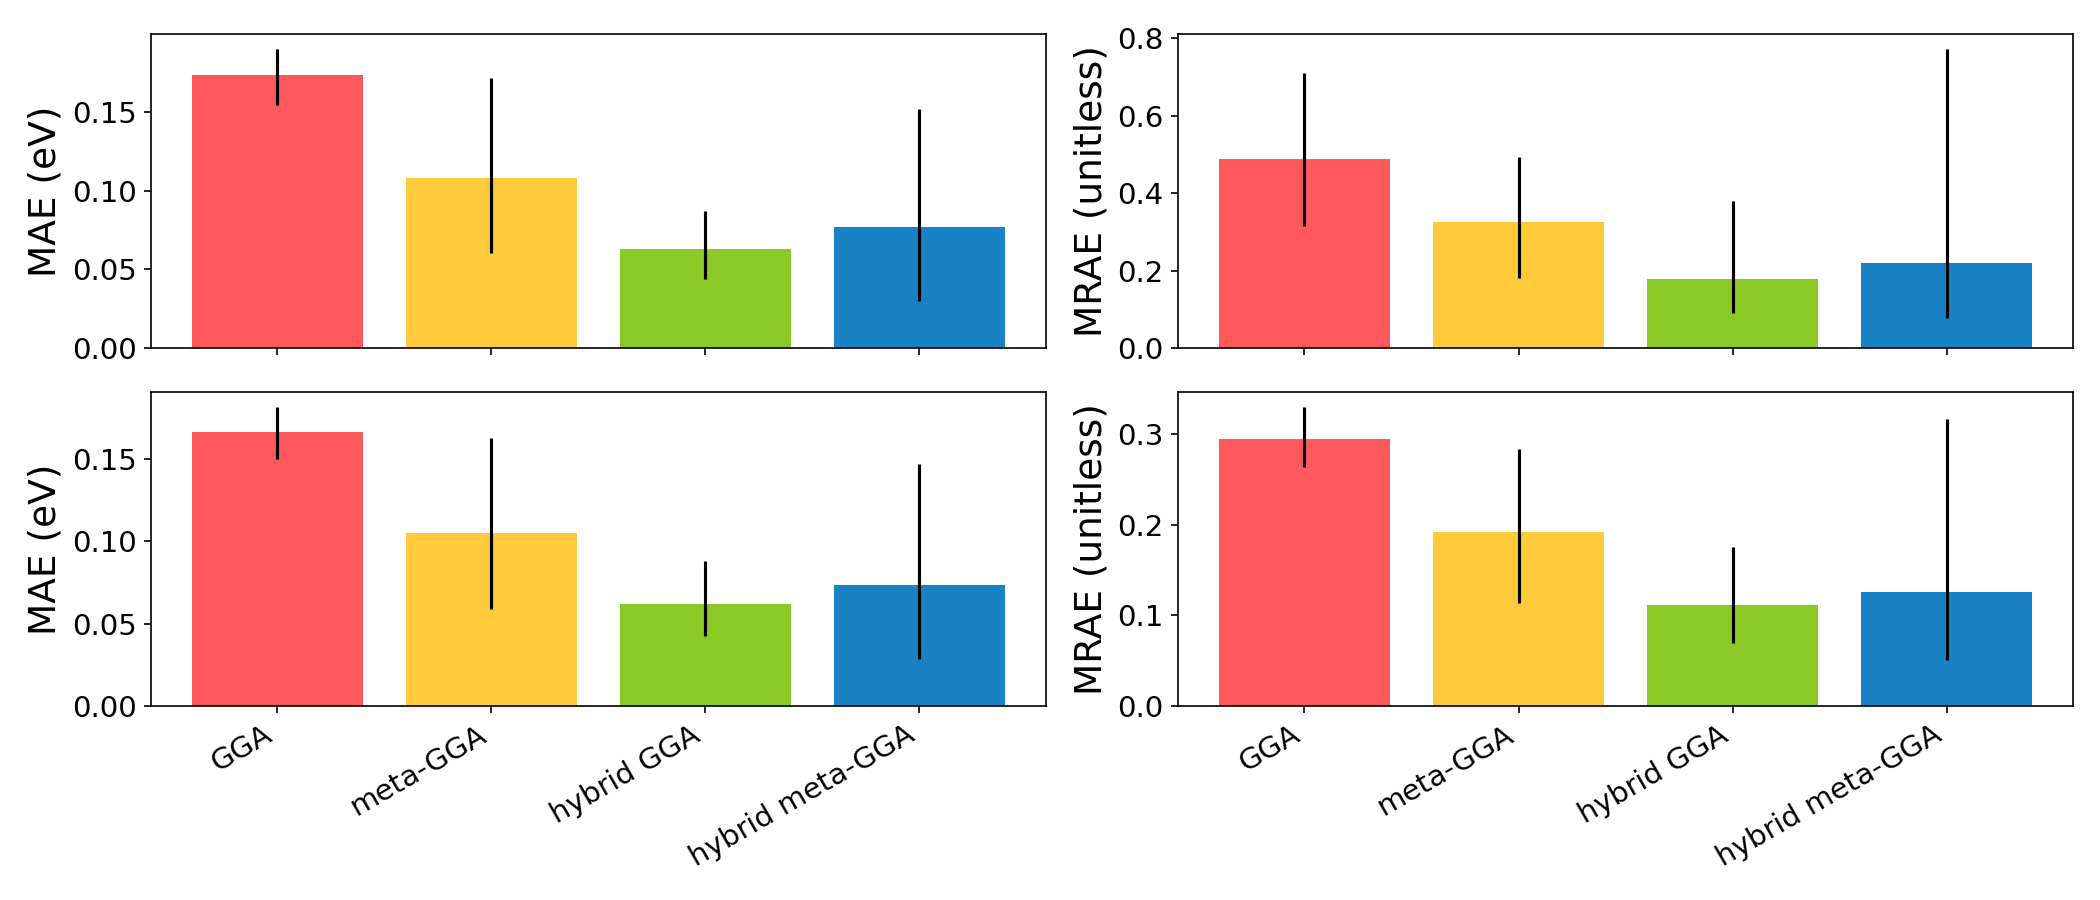 MAE (eV)
0.15
0.10
0.05
0.00
MRAE (unitless)
0.8
0.6
0.4
0.2
0.0
MAE (eV)
0.15
0.10
0.05
0.00
GGA
meta-GGA
hybrid GGA
hybrid meta-GGA
MRAE (unitless)
0.3
0.2
0.1
0.0
GGA
meta-GGA
hybrid GGA
hybrid meta-GGA